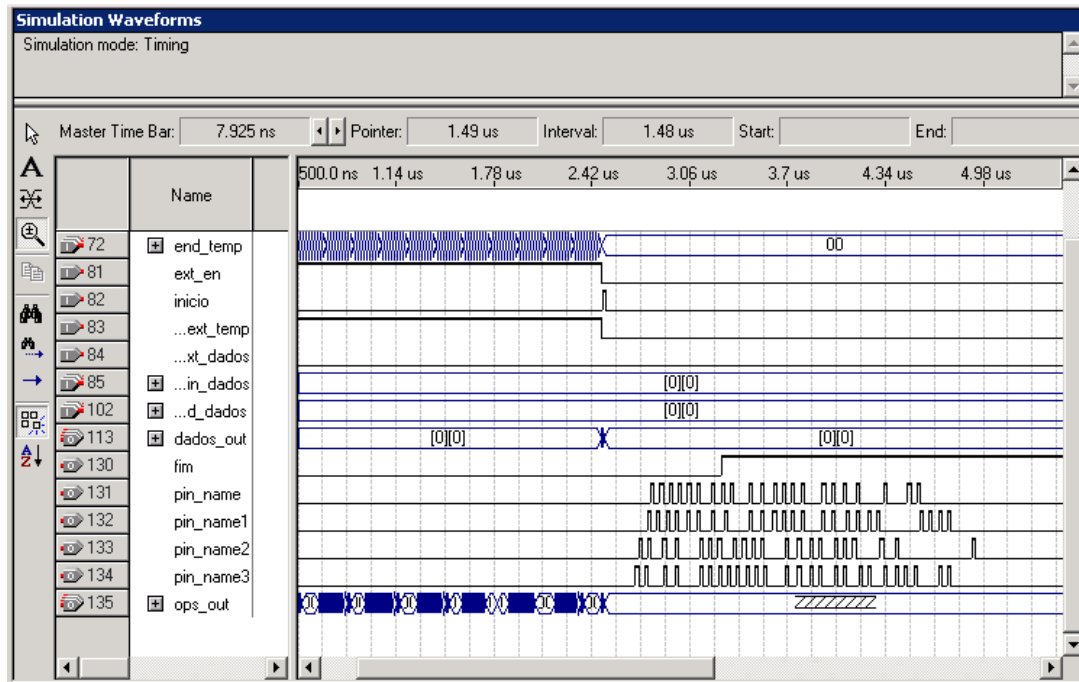 Simulation Waveforms
Simulation mode: Timing
Master Time Bar: 7.925 ns Pointer: 1.49 us Interval: 1.48 us Start: End:
Name
500.0 ns 1.14 us 1.78 us 2.42 us 3.06 us 3.7 us 4.34 us 4.98 us
72 end_temp 00
81 ext_en
82 inicio
83 ...ext_temp
84 ...xt_dados
85 ...in_dados [0][0]
102 ...d_dados [0][0]
113 dados_out [0][0] [0][0]
130 fim
131 pin_name
132 pin_name1
133 pin_name2
134 pin_name3
135 ops_out